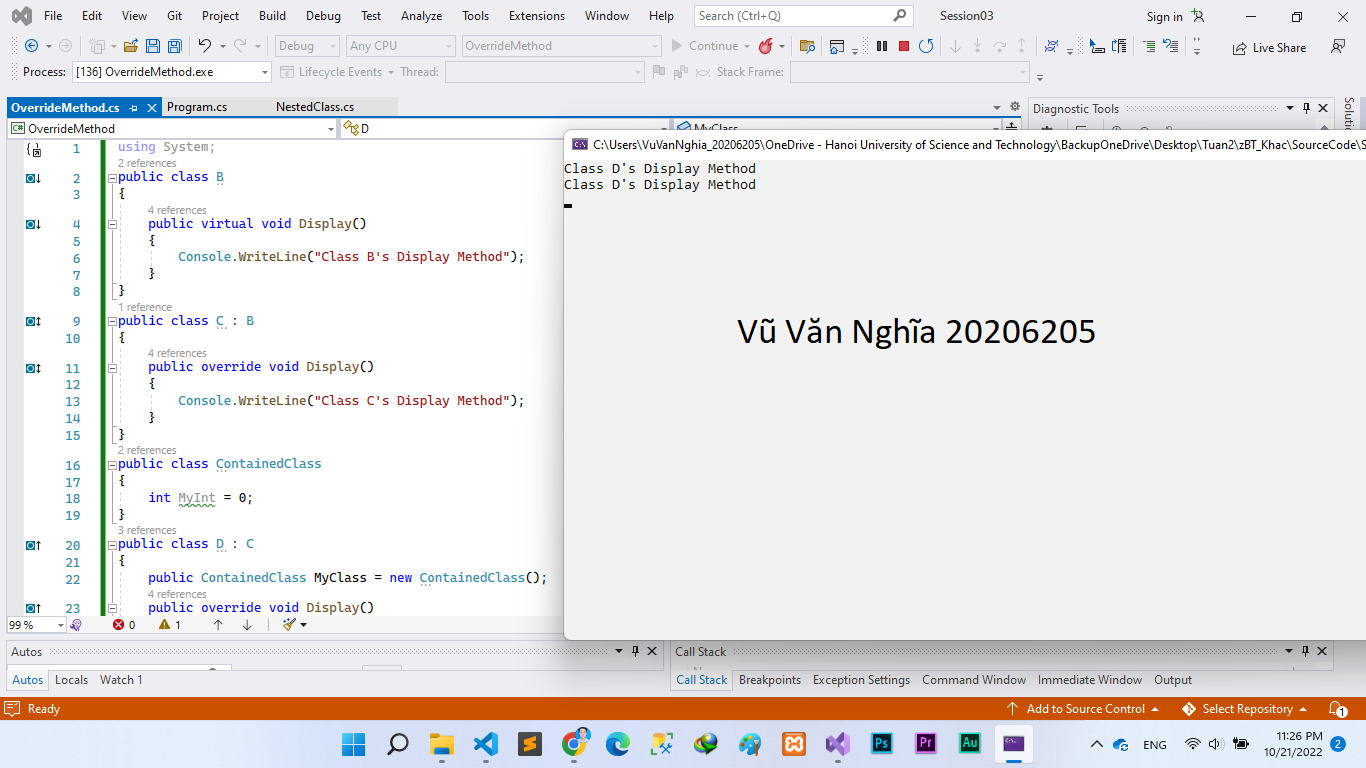 File Edit View Git Project Build Debug Test Analyze Tools Extensions Window Help Search (Ctrl+Q) Session03 Sign in
Debug Any CPU OverrideMethod Continue Live Share
Process: [136] OverrideMethod.exe Lifecycle Events Thread: Stack Frame:
OverrideMethod.cs Program.cs NestedClass.cs
OverrideMethod D MyClass
1 using System;
2 references
2 public class B
3 {
4 references
4 public virtual void Display()
5 {
6 Console.WriteLine("Class B's Display Method");
7 }
8 }
1 reference
9 public class C : B
10 {
4 references
11 public override void Display()
12 {
13 Console.WriteLine("Class C's Display Method");
14 }
15 }
2 references
16 public class ContainedClass
17 {
18 int MyInt = 0;
19 }
3 references
20 public class D : C
21 {
22 public ContainedClass MyClass = new ContainedClass();
4 references
23 public override void Display()
99 % 0 1
Diagnostic Tools
C:\Users\VuVanNghia_20206205\OneDrive - Hanoi University of Science and Technology\BackupOneDrive\Desktop\Tuan2\zBT_Khac\SourceCode\S
Class D's Display Method
Class D's Display Method
Vũ Văn Nghĩa 20206205
Autos
Autos Locals Watch 1
Call Stack
Call Stack Breakpoints Exception Settings Command Window Immediate Window Output
Ready Add to Source Control Select Repository 1
Ps Pr Au ENG 11:26 PM
10/21/2022 2